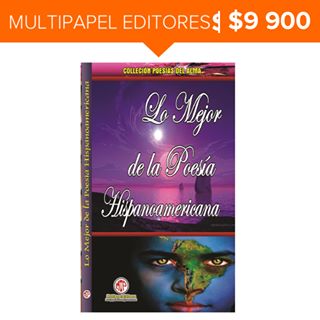 MULTIPAPEL EDITORES
$ $9 900
COLECCION POESIAS DEL ALMA
Lo Mejor
de la Poesía
Hispanoamericana
Lo Mejor de la Poesía Hispanoamericana